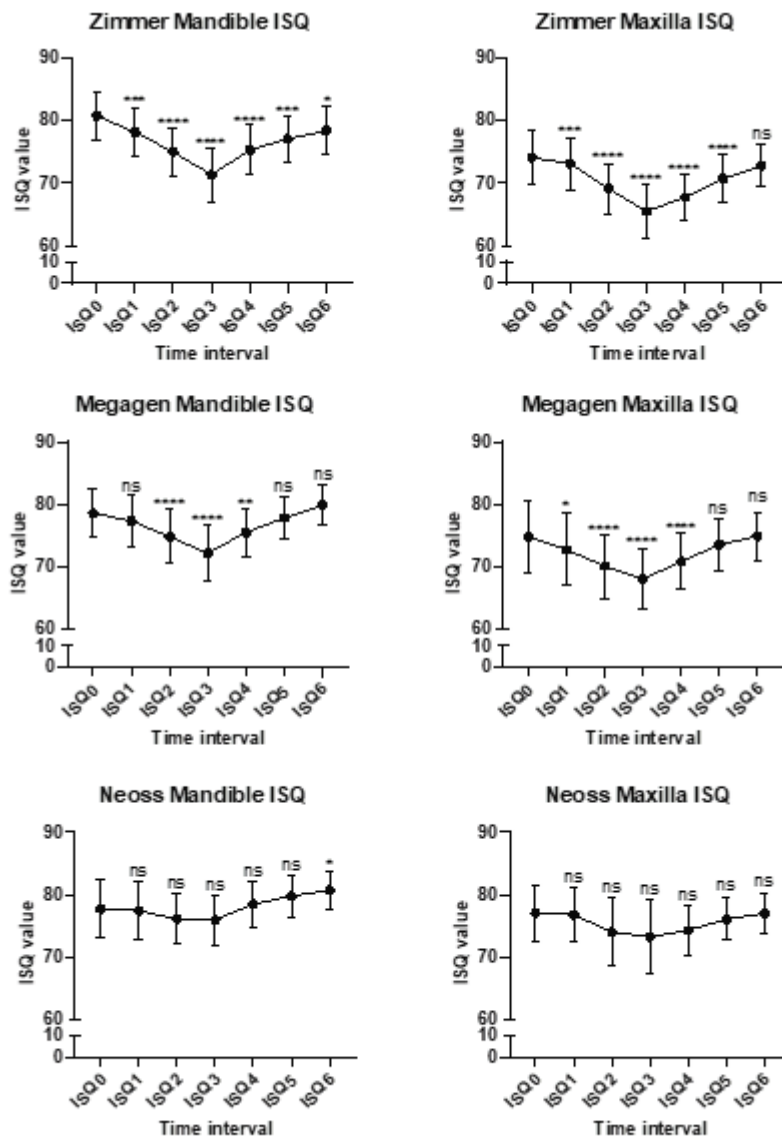 Zimmer Mandible ISQ
90
80
70
60
10
0
ISQ value
*** **** **** **** *** *
ISQ0 ISQ1 ISQ2 ISQ3 ISQ4 ISQ5 ISQ6
Time interval
Zimmer Maxilla ISQ
90
80
70
60
10
0
ISQ value
*** **** **** **** **** ns
ISQ0 ISQ1 ISQ2 ISQ3 ISQ4 ISQ5 ISQ6
Time interval
Megagen Mandible ISQ
90
80
70
60
10
0
ISQ value
ns **** **** ** ns ns
ISQ0 ISQ1 ISQ2 ISQ3 ISQ4 ISQ5 ISQ6
Time interval
Megagen Maxilla ISQ
90
80
70
60
10
0
ISQ value
* **** **** **** ns ns
ISQ0 ISQ1 ISQ2 ISQ3 ISQ4 ISQ5 ISQ6
Time interval
Neoss Mandible ISQ
90
80
70
60
10
0
ISQ value
ns ns ns ns ns *
ISQ0 ISQ1 ISQ2 ISQ3 ISQ4 ISQ5 ISQ6
Time interval
Neoss Maxilla ISQ
90
80
70
60
10
0
ISQ value
ns ns ns ns ns ns
ISQ0 ISQ1 ISQ2 ISQ3 ISQ4 ISQ5 ISQ6
Time interval